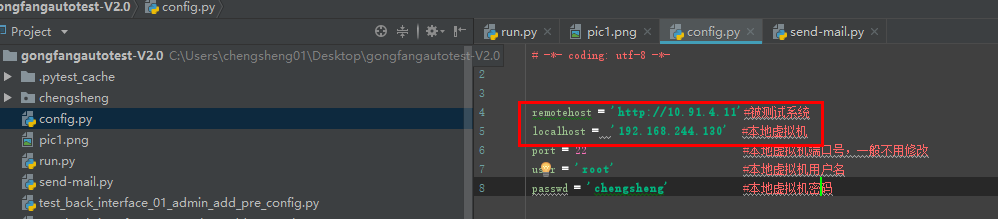 ongfangautotest-V2.0 config.py
Project
run.py pic1.png config.py send-mail.py
gongfangautotest-V2.0 C:\Users\chengsheng01\Desktop\gongfangautotest-V2.0
.pytest_cache
chengsheng
config.py
pic1.png
run.py
send-mail.py
test_back_interface_01_admin_add_pre_config.py
# -*- coding: utf-8 -*-
2
3
4 remotehost = 'http://10.91.4.11' #被测试系统
5 localhost = '192.168.244.130' #本地虚拟机
6 port = 22 #本地虚拟机端口号，一般不用修改
7 user = 'root' #本地虚拟机用户名
8 passwd = 'chengsheng' #本地虚拟机密码